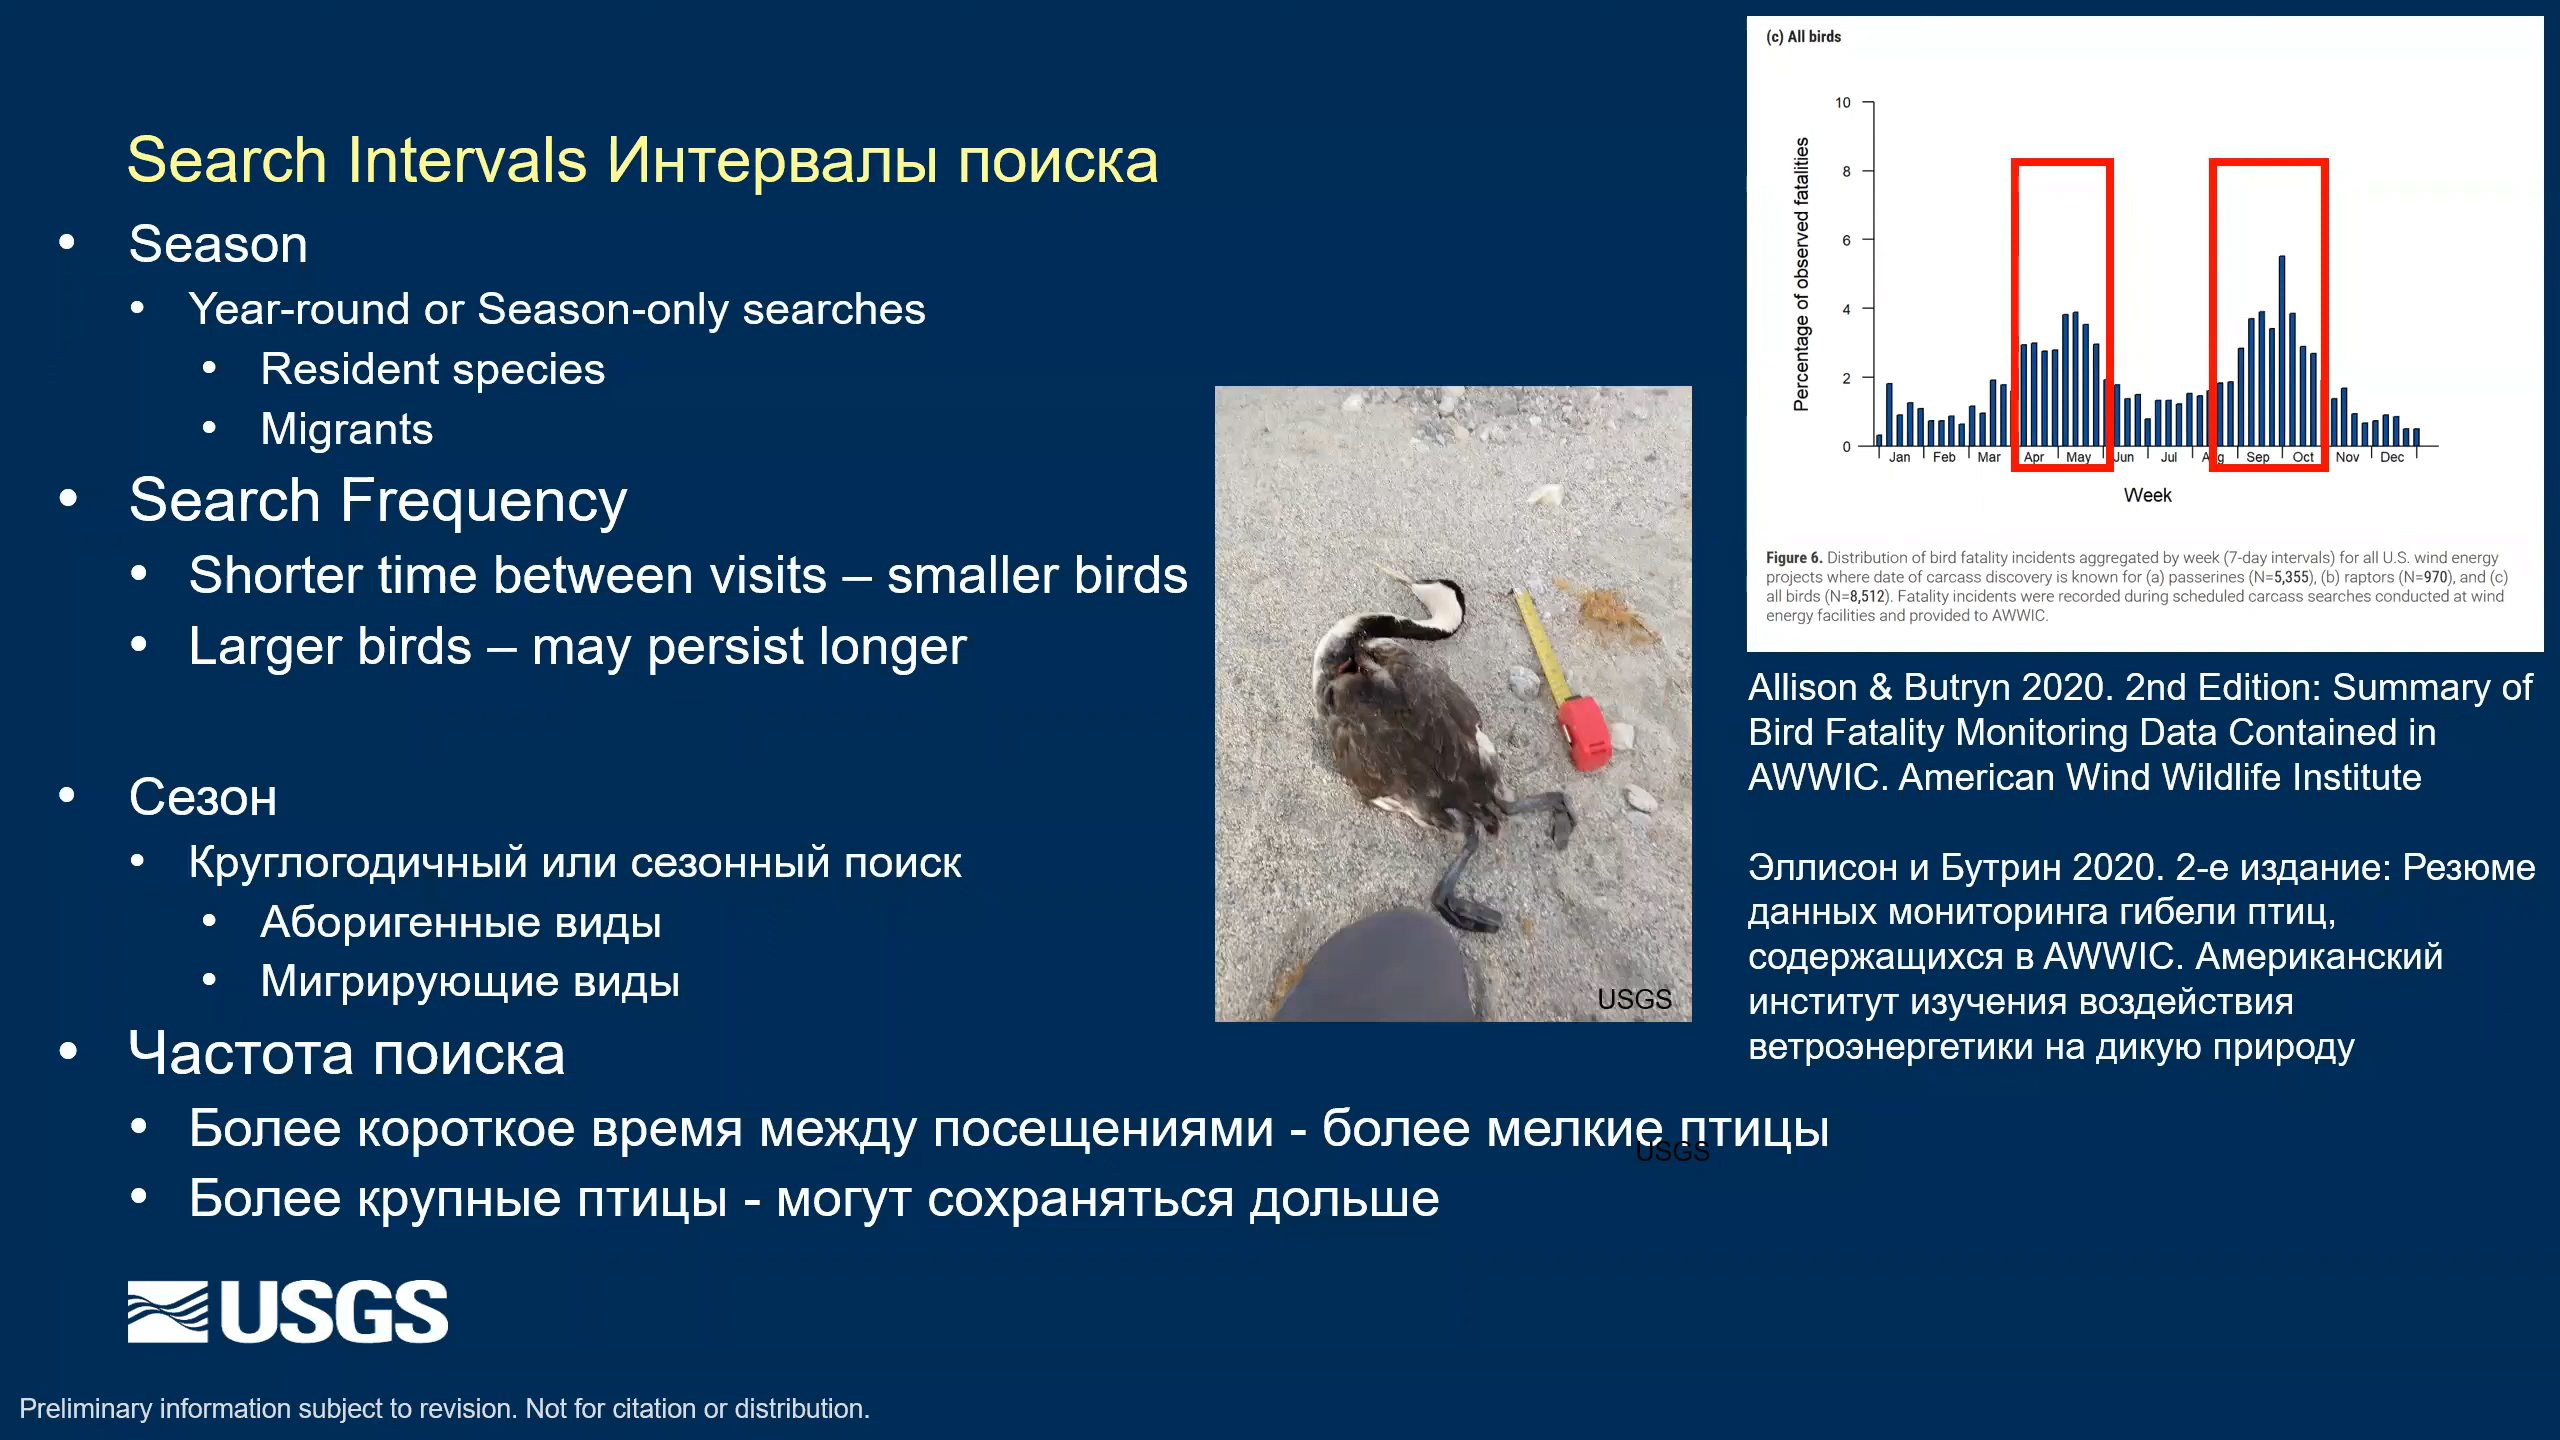 Search Intervals Интервалы поиска
• Season
• Year-round or Season-only searches
• Resident species
• Migrants
• Search Frequency
• Shorter time between visits – smaller birds
• Larger birds – may persist longer
• Сезон
• Круглогодичный или сезонный поиск
• Аборигенные виды
• Мигрирующие виды
• Частота поиска
• Более короткое время между посещениями - более мелкие птицы
• Более крупные птицы - могут сохраняться дольше
USGS
USGS
(c) All birds
Percentage of observed fatalities
10
8
6
4
2
0
Jan Feb Mar Apr May Jun Jul Aug Sep Oct Nov Dec
Week
Figure 6. Distribution of bird fatality incidents aggregated by week (7-day intervals) for all U.S. wind energy
projects where date of carcass discovery is known for (a) passerines (N=5,355), (b) raptors (N=970), and (c)
all birds (N=8,512). Fatality incidents were recorded during scheduled carcass searches conducted at wind
energy facilities and provided to AWWIC.
Allison & Butryn 2020. 2nd Edition: Summary of
Bird Fatality Monitoring Data Contained in
AWWIC. American Wind Wildlife Institute
Эллисон и Бутрин 2020. 2-е издание: Резюме
данных мониторинга гибели птиц,
содержащихся в AWWIC. Американский
институт изучения воздействия
ветроэнергетики на дикую природу
USGS
Preliminary information subject to revision. Not for citation or distribution.